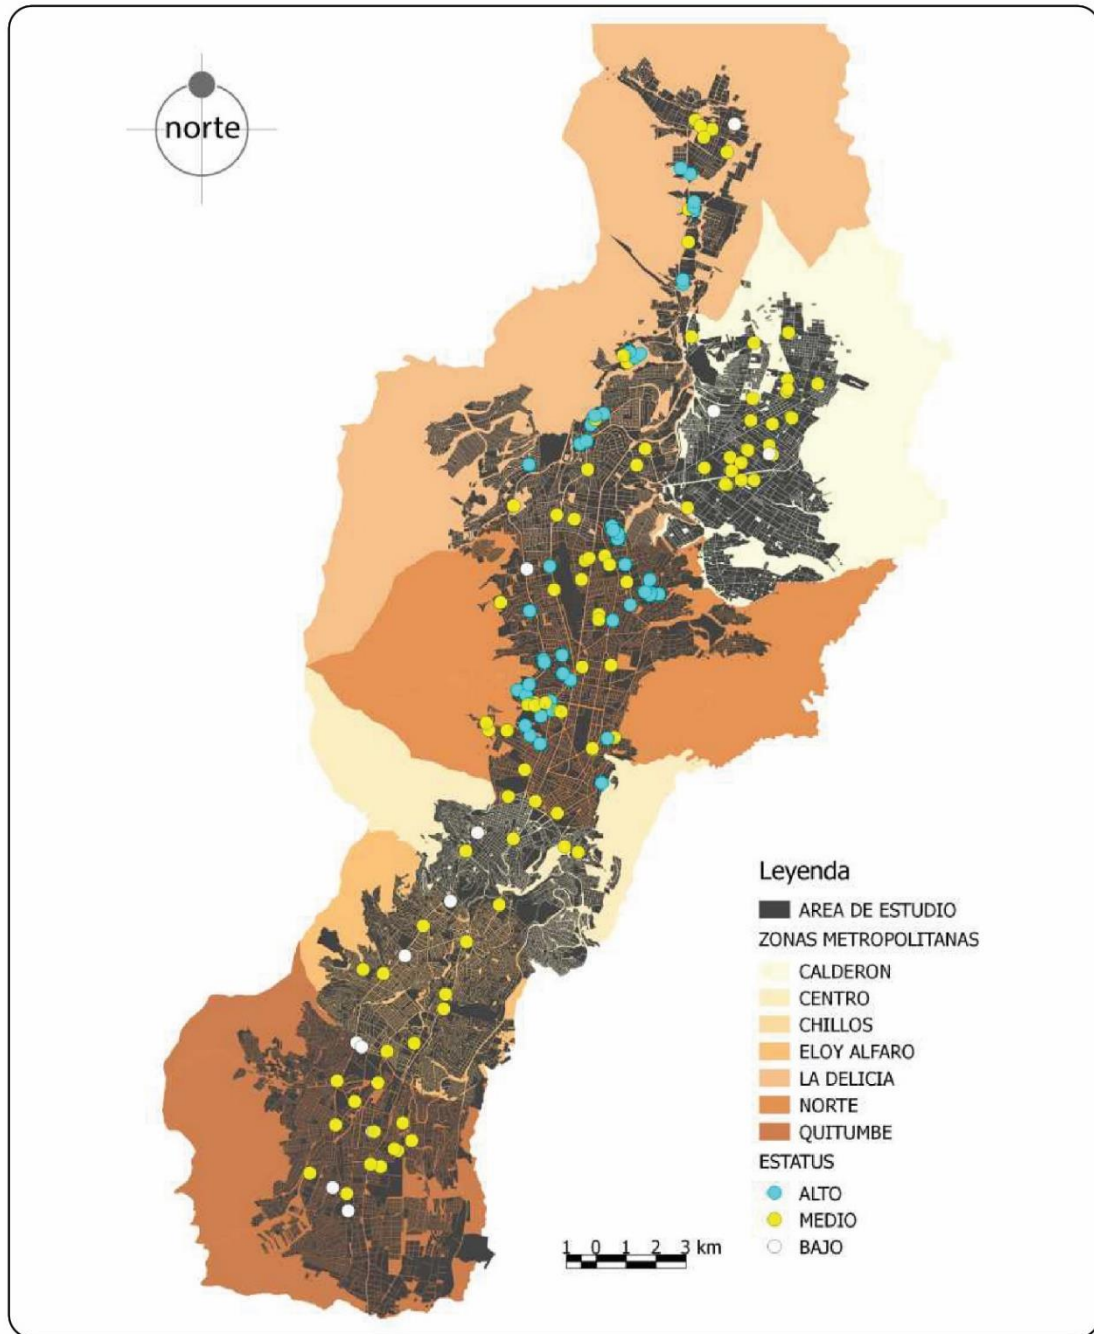 norte
Leyenda
AREA DE ESTUDIO
ZONAS METROPOLITANAS
CALDERON
CENTRO
CHILLOS
ELOY ALFARO
LA DELICIA
NORTE
QUITUMBE
ESTATUS
ALTO
MEDIO
BAJO
1 0 1 2 3 km